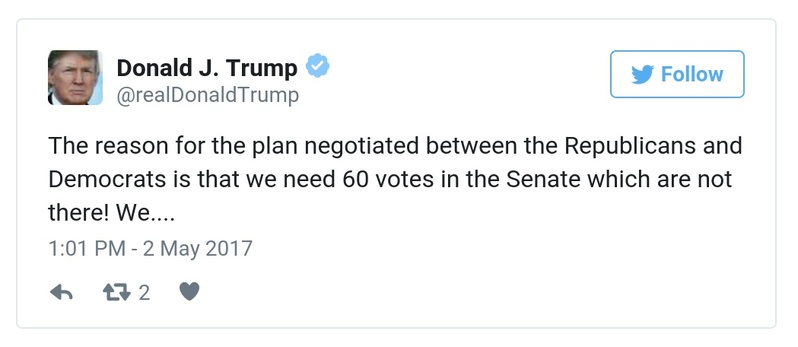 Donald J. Trump
@realDonaldTrump
Follow
The reason for the plan negotiated between the Republicans and
Democrats is that we need 60 votes in the Senate which are not
there! We....
1:01 PM - 2 May 2017
2